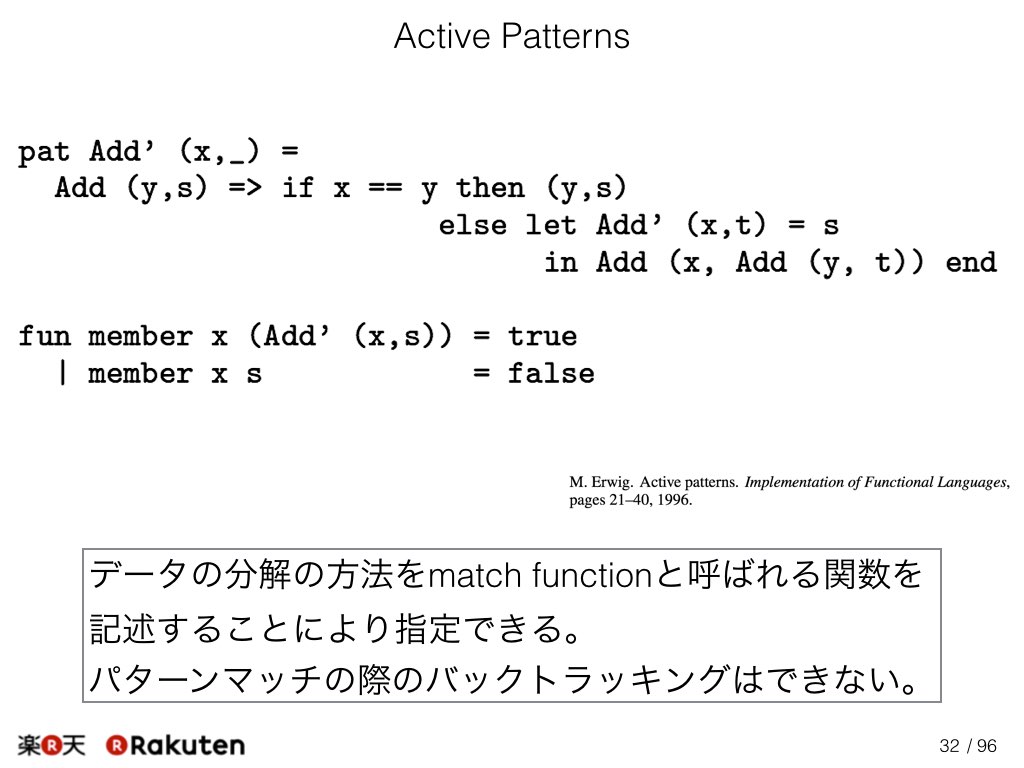 Active Patterns
pat Add’ (x,_) =
  Add (y,s) => if x == y then (y,s)
                        else let Add’ (x,t) = s
                              in Add (x, Add (y, t)) end
fun member x (Add’ (x,s)) = true
  | member x s            = false
M. Erwig. Active patterns. Implementation of Functional Languages,
pages 21–40, 1996.
データの分解の方法をmatch functionと呼ばれる関数を
記述することにより指定できる。
パターンマッチの際のバックトラッキングはできない。
楽R天 R Rakuten
32 / 96